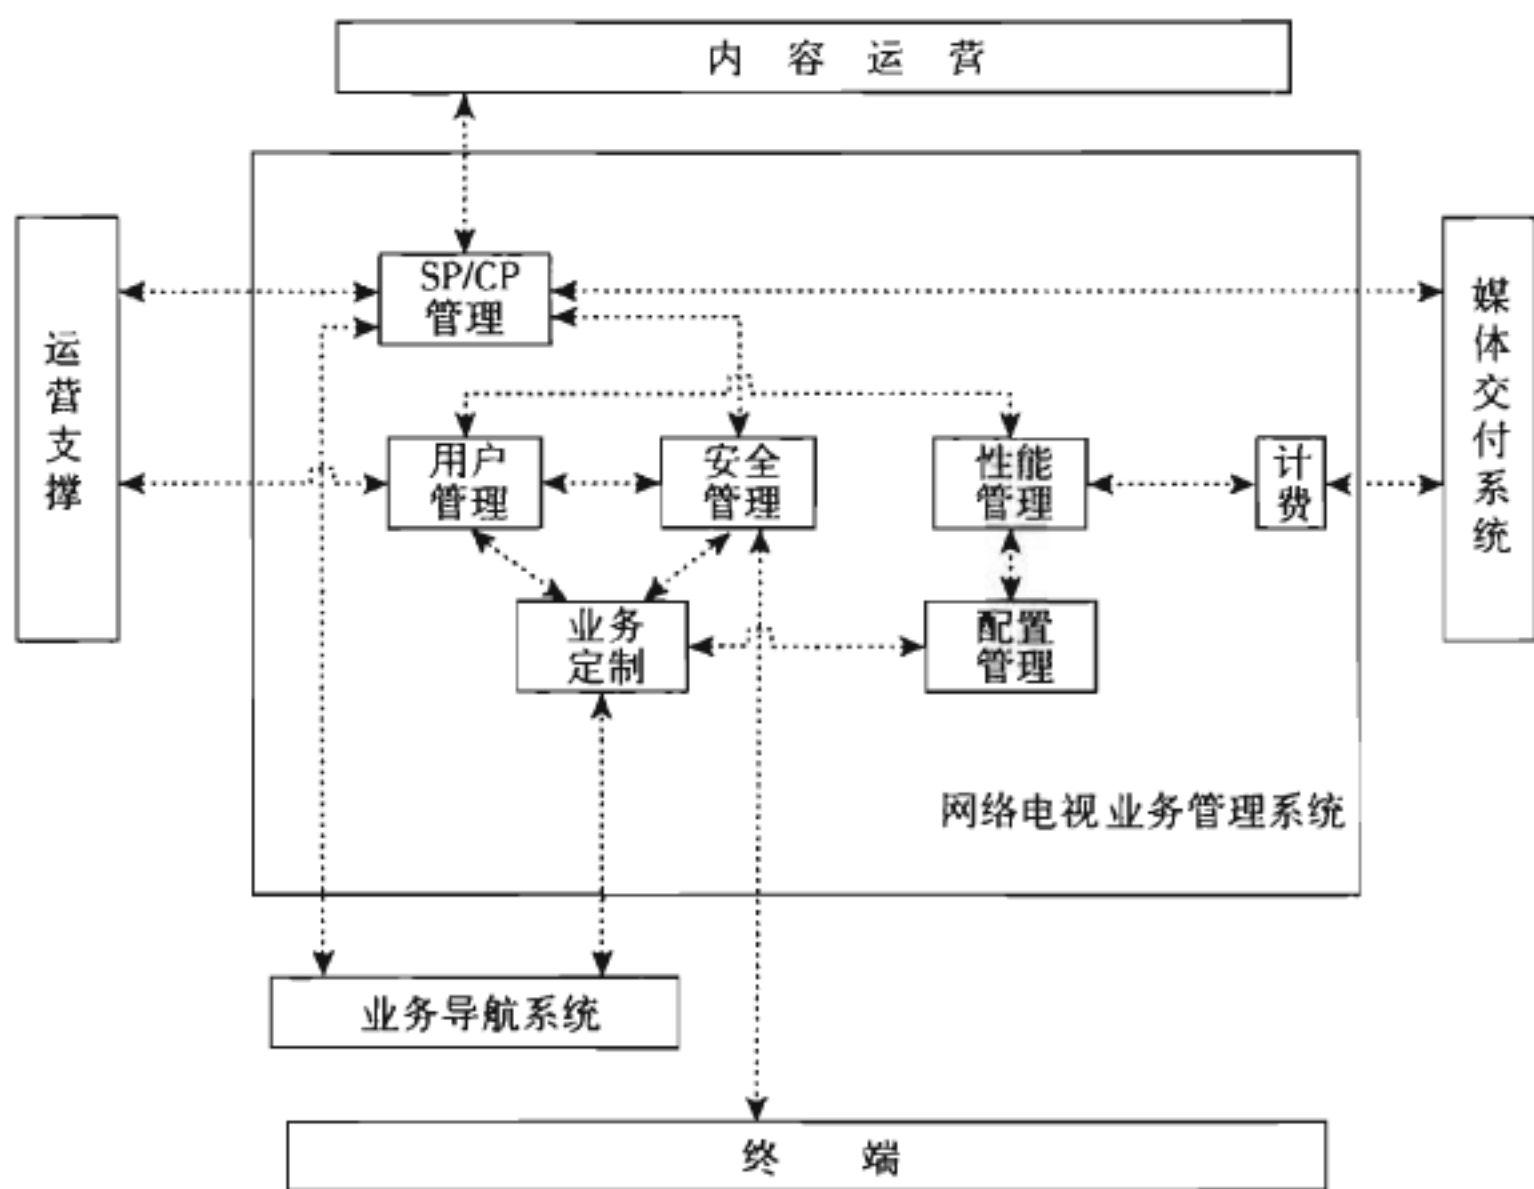 内容运营
SP/CP
管理
运营支撑
媒体交付系统
用户
管理
安全
管理
性能
管理
计费
业务
定制
配置
管理
网络电视业务管理系统
业务导航系统
终端